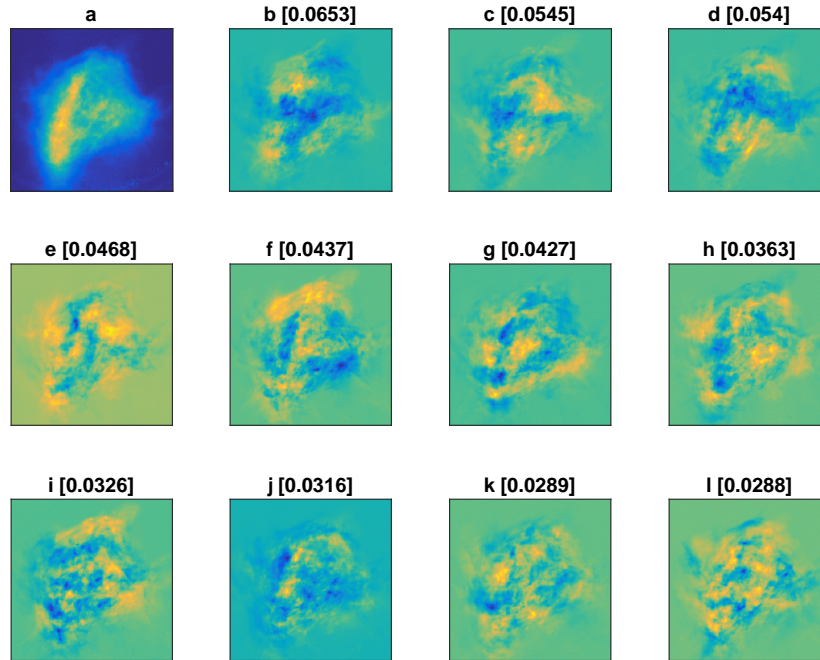 a
b [0.0653]
c [0.0545]
d [0.054]
e [0.0468]
f [0.0437]
g [0.0427]
h [0.0363]
i [0.0326]
j [0.0316]
k [0.0289]
l [0.0288]